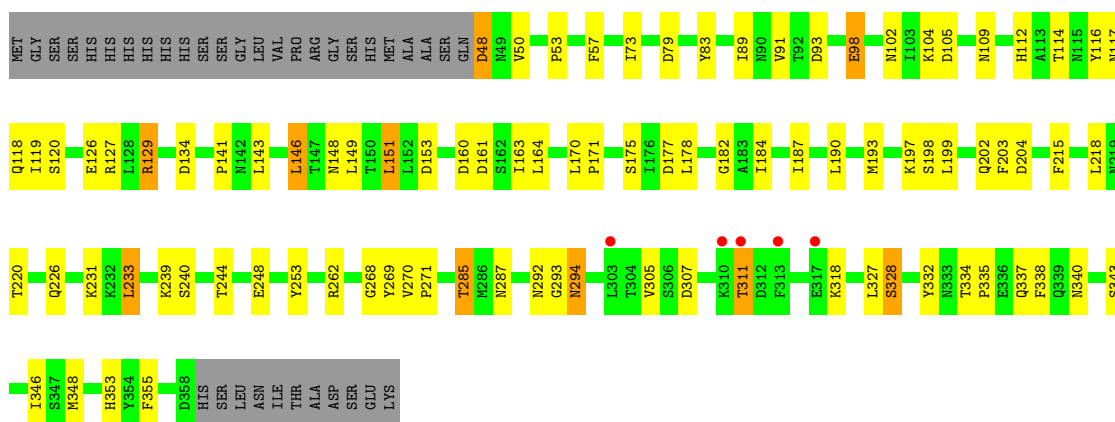 MET GLY SER SER HIS HIS HIS HIS HIS HIS SER SER GLY LEU VAL PRO ARG GLY SER HIS MET ALA ALA SER GLN D48 N49 V50 P53 F57 I73 D79 Y83 I89 N90 V91 T92 D93 E98 N102 I103 K104 D105 N109 H112 A113 T114 N115 Y116 N117
Q118 I119 S120 E126 R127 L128 R129 D134 P141 N142 L143 L146 T147 N148 L149 T150 L151 L152 D153 D160 D161 S162 I163 L164 L170 P171 S175 I176 D177 L178 G182 A183 I184 I187 L190 M193 K197 S198 L199 Q202 F203 D204 F215 L218 N219
T220 Q226 K231 K232 L233 K239 S240 T244 E248 Y253 R262 G268 Y269 V270 P271 T285 M286 N287 N292 G293 N294 L303 T304 V305 S306 D307 K310 T311 D312 F313 E317 K318 L327 S328 Y332 N333 T334 P335 E336 Q337 F338 Q339 N340 S343
I346 S347 M348 H353 Y354 F355 D358 HIS SER LEU ASN ILE THR ALA ASP SER GLU LYS